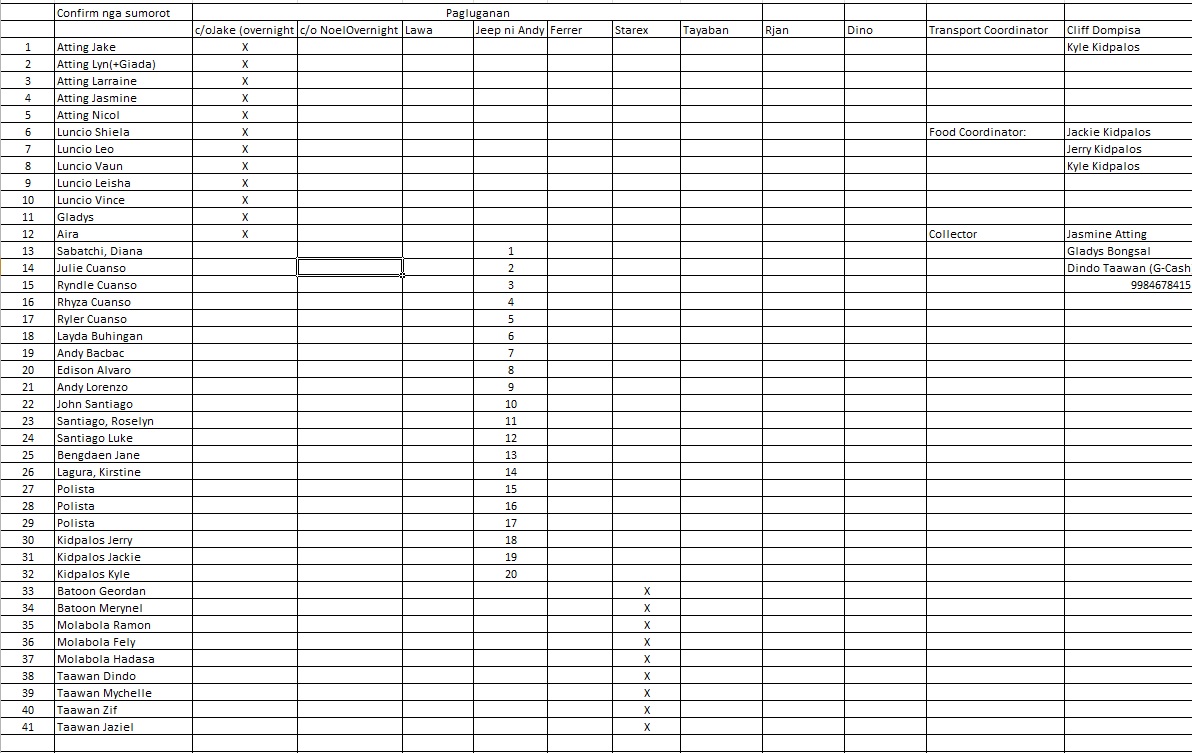 Confirm nga sumorot Pagluganan
c/oJake (overnight c/o NoelOvernight Lawa Jeep ni Andy Ferrer Starex Tayaban Rjan Dino Transport Coordinator Cliff Dompisa
1 Atting Jake X Kyle Kidpalos
2 Atting Lyn(+Giada) X
3 Atting Larraine X
4 Atting Jasmine X
5 Atting Nicol X
6 Luncio Shiela X Food Coordinator: Jackie Kidpalos
7 Luncio Leo X Jerry Kidpalos
8 Luncio Vaun X Kyle Kidpalos
9 Luncio Leisha X
10 Luncio Vince X
11 Gladys X
12 Aira X Collector Jasmine Atting
13 Sabatchi, Diana 1 Gladys Bongsal
14 Julie Cuanso 2 Dindo Taawan (G-Cash
15 Ryndle Cuanso 3 9984678415
16 Rhyza Cuanso 4
17 Ryler Cuanso 5
18 Layda Buhingan 6
19 Andy Bacbac 7
20 Edison Alvaro 8
21 Andy Lorenzo 9
22 John Santiago 10
23 Santiago, Roselyn 11
24 Santiago Luke 12
25 Bengdaen Jane 13
26 Lagura, Kirstine 14
27 Polista 15
28 Polista 16
29 Polista 17
30 Kidpalos Jerry 18
31 Kidpalos Jackie 19
32 Kidpalos Kyle 20
33 Batoon Geordan X
34 Batoon Merynel X
35 Molabola Ramon X
36 Molabola Fely X
37 Molabola Hadasa X
38 Taawan Dindo X
39 Taawan Mychelle X
40 Taawan Zif X
41 Taawan Jaziel X